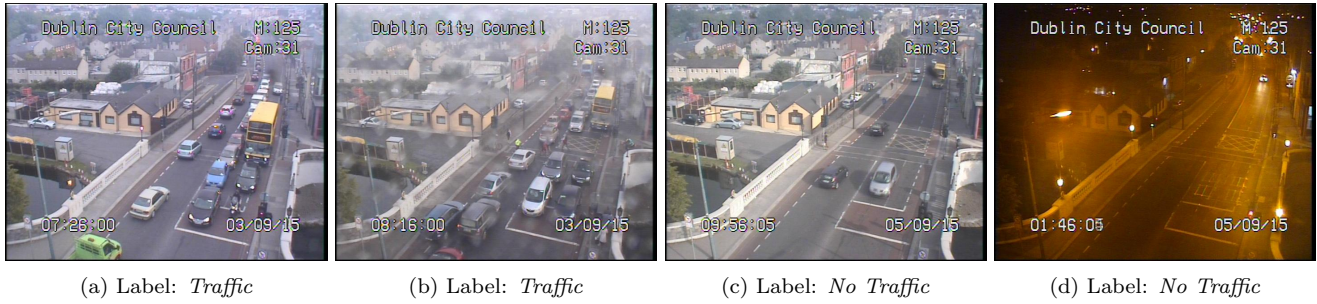 Dublin City Council M:125
Cam:31
07:26:00 03/09/15
(a) Label: Traffic
Dublin City Council M:125
Cam:31
08:16:00 03/09/15
(b) Label: Traffic
Dublin City Council M:125
Cam:31
09:56:05 05/09/15
(c) Label: No Traffic
Dublin City Council M:125
Cam:31
01:46:05 05/09/15
(d) Label: No Traffic